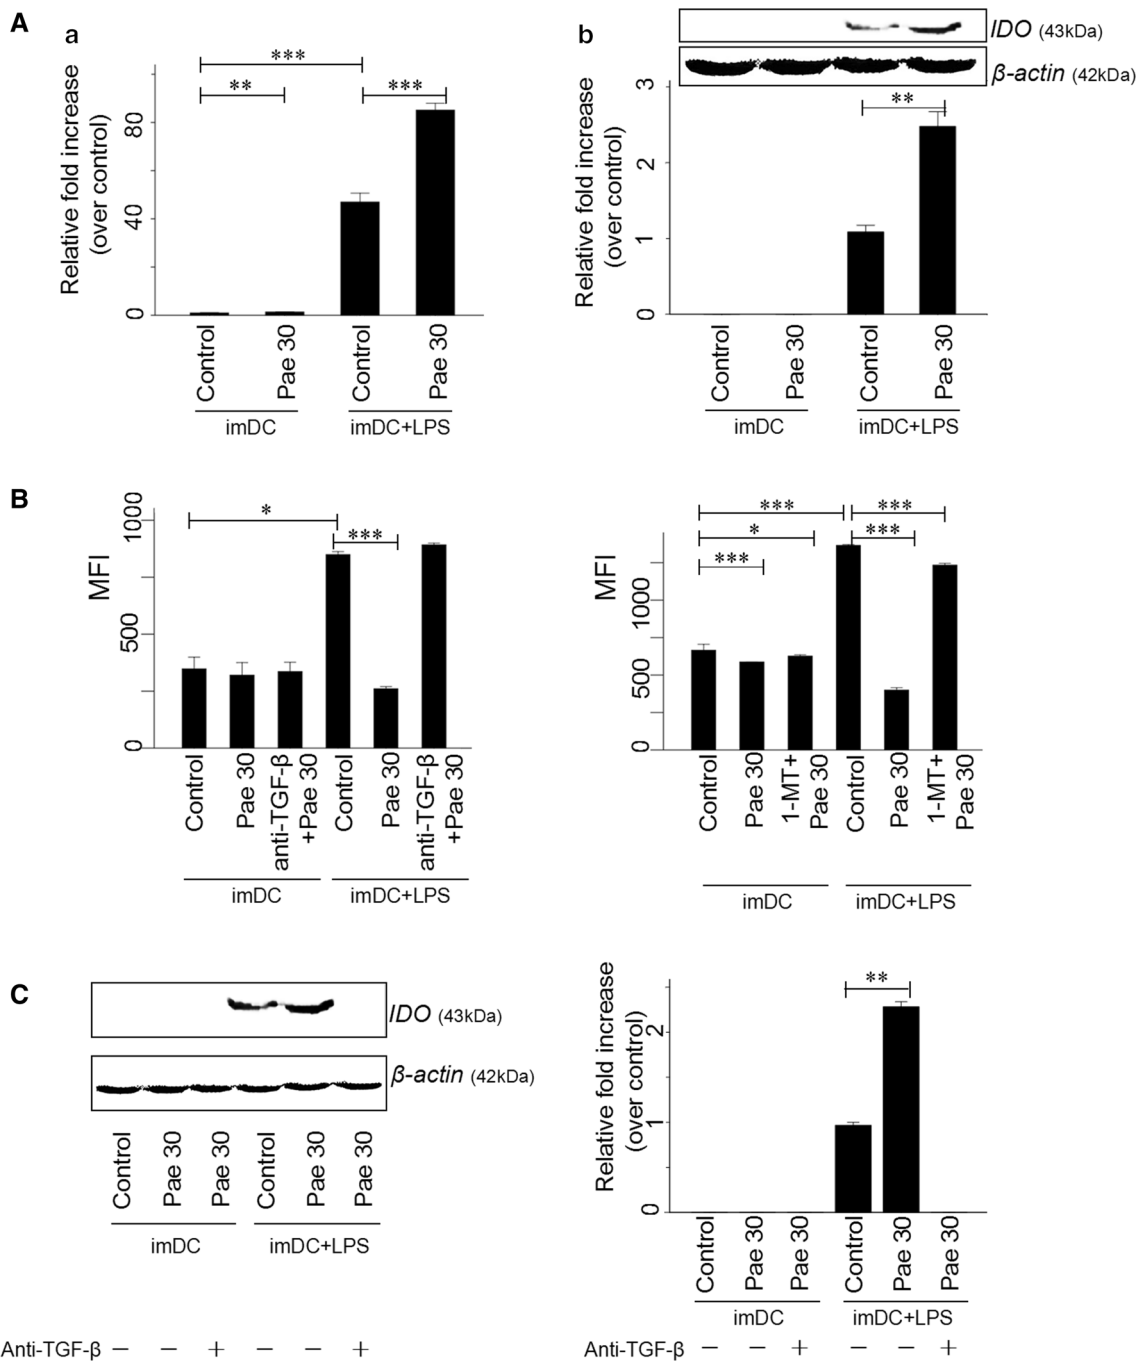 A
a
Relative fold increase
(over control)
80
40
0
***
**
***
Control
Pae 30
Control
Pae 30
imDC
imDC+LPS
b
IDO (43kDa)
β-actin (42kDa)
Relative fold increase
(over control)
3
2
1
0
**
Control
Pae 30
Control
Pae 30
imDC
imDC+LPS
B
MFI
1000
500
0
*
***
Control
Pae 30
anti-TGF-β
+Pae 30
Control
Pae 30
anti-TGF-β
+Pae 30
imDC
imDC+LPS
MFI
1000
500
0
***
***
*
***
***
Control
Pae 30
1-MT+
Pae 30
Control
Pae 30
1-MT+
Pae 30
imDC
imDC+LPS
C
IDO (43kDa)
β-actin (42kDa)
Control
Pae 30
Pae 30
Control
Pae 30
Pae 30
imDC
imDC+LPS
Anti-TGF-β − − + − − +
Relative fold increase
(over control)
2
1
0
**
Control
Pae 30
Pae 30
Control
Pae 30
Pae 30
imDC
imDC+LPS
Anti-TGF-β − − + − − +